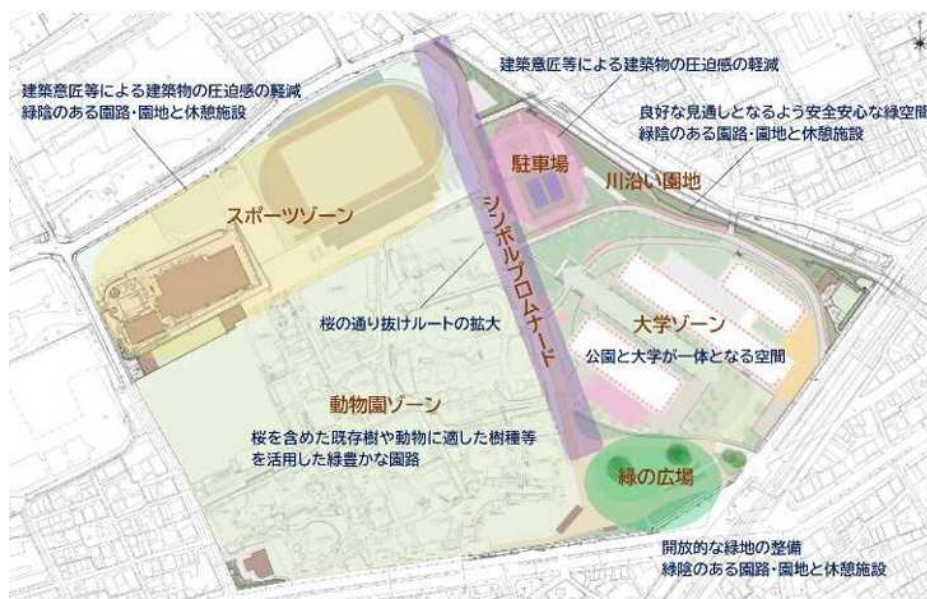 建築意匠等による建築物の圧迫感の軽減
建築意匠等による建築物の圧迫感の軽減
緑陰のある園路・園地と休憩施設
良好な見通しとなるよう安全安心な緑空間
緑陰のある園路・園地と休憩施設
駐車場
川沿い園地
スポーツゾーン
シンボルプロムナード
桜の通り抜けルートの拡大
大学ゾーン
公園と大学が一体となる空間
動物園ゾーン
桜を含めた既存樹や動物に適した樹種等
を活用した緑豊かな園路
緑の広場
開放的な緑地の整備
緑陰のある園路・園地と休憩施設